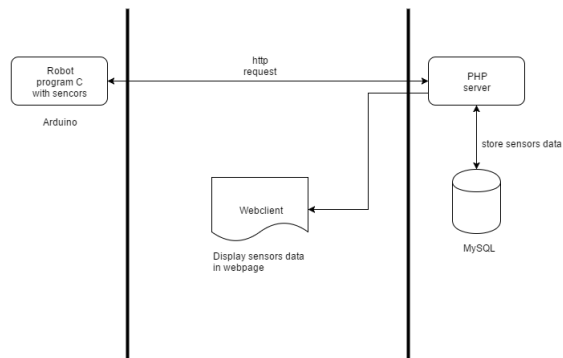 Robot
program C
with sencors
Arduino
http
request
PHP
server
store sensors data
MySQL
Webclient
Display sensors data
in webpage